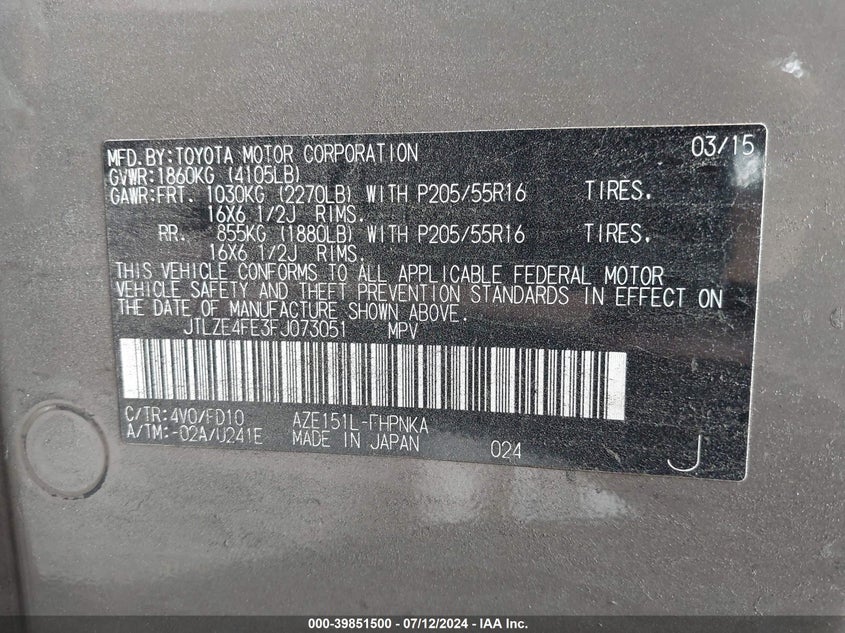 MFD.BY:TOYOTA MOTOR CORPORATION 03/15
GVWR:1860KG (4105LB)
GAWR:FRT. 1030KG (2270LB) WITH P205/55R16 TIRES,
16X6 1/2J RIMS.
RR. 855KG (1880LB) WITH P205/55R16 TIRES,
16X6 1/2J RIMS.
THIS VEHICLE CONFORMS TO ALL APPLICABLE FEDERAL MOTOR
VEHICLE SAFETY AND THEFT PREVENTION STANDARDS IN EFFECT ON
THE DATE OF MANUFACTURE SHOWN ABOVE.
JTLZE4FE3FJ073051 MPV
C/TR:4V0/FD10 AZE151L-FHPNKA
A/TM:-02A/U241E MADE IN JAPAN 024 J
000-39851500 - 07/12/2024 - IAA Inc.